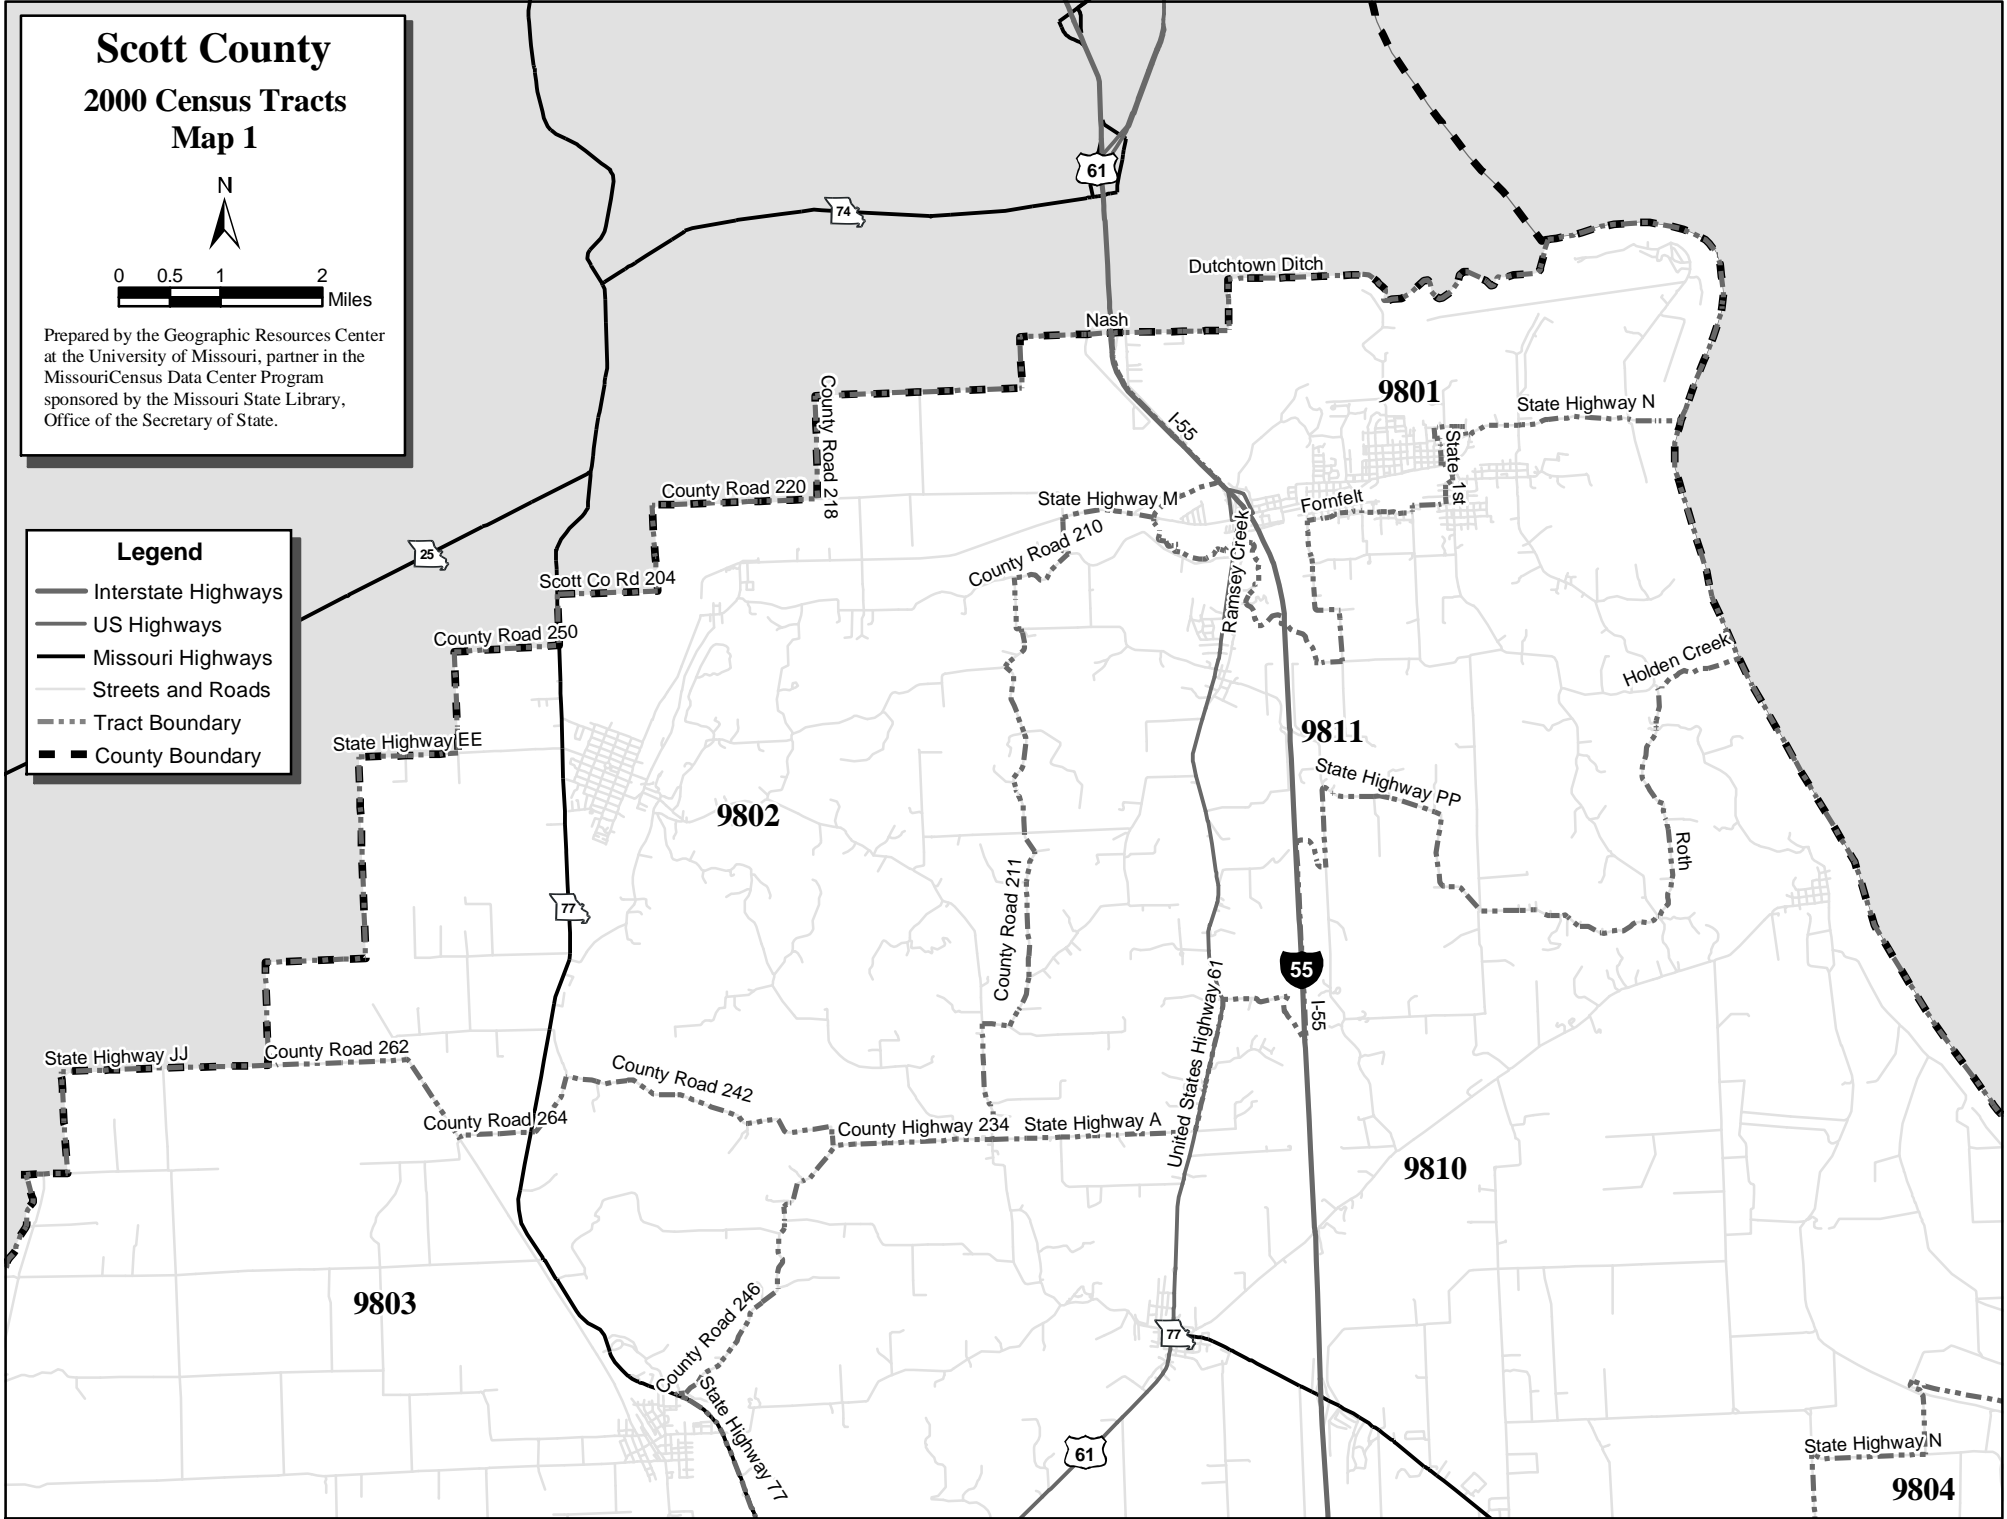 Scott County
2000 Census Tracts
Map 1
N
0 0.5 1 2
Miles
Prepared by the Geographic Resources Center
at the University of Missouri, partner in the
MissouriCensus Data Center Program
sponsored by the Missouri State Library,
Office of the Secretary of State.
Legend
Interstate Highways
US Highways
Missouri Highways
Streets and Roads
Tract Boundary
County Boundary
61
74
25
Dutchtown Ditch
Nash
I-55
9801
State Highway N
State 1st
Fornfelt
County Road 218
County Road 220
State Highway M
County Road 210
Ramsey Creek
Scott Co Rd 204
County Road 250
State Highway EE
Holden Creek
9811
State Highway PP
9802
Roth
77
County Road 211
55
I-55
United States Highway 61
State Highway JJ
County Road 262
County Road 242
County Road 264
County Highway 234
State Highway A
9810
9803
County Road 246
77
State Highway 77
61
State Highway N
9804